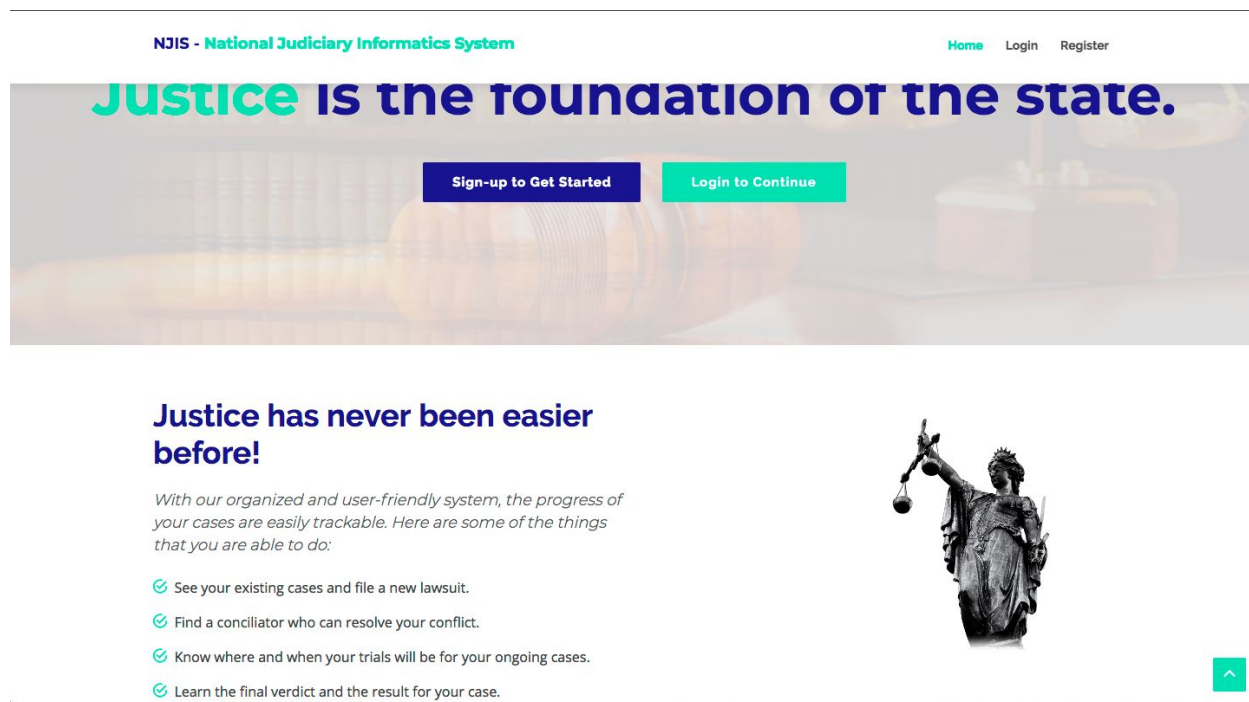 NJIS - National Judiciary Informatics System
Home Login Register
Justice is the foundation of the state.
Sign-up to Get Started
Login to Continue
Justice has never been easier
before!
With our organized and user-friendly system, the progress of
your cases are easily trackable. Here are some of the things
that you are able to do:
See your existing cases and file a new lawsuit.
Find a conciliator who can resolve your conflict.
Know where and when your trials will be for your ongoing cases.
Learn the final verdict and the result for your case.